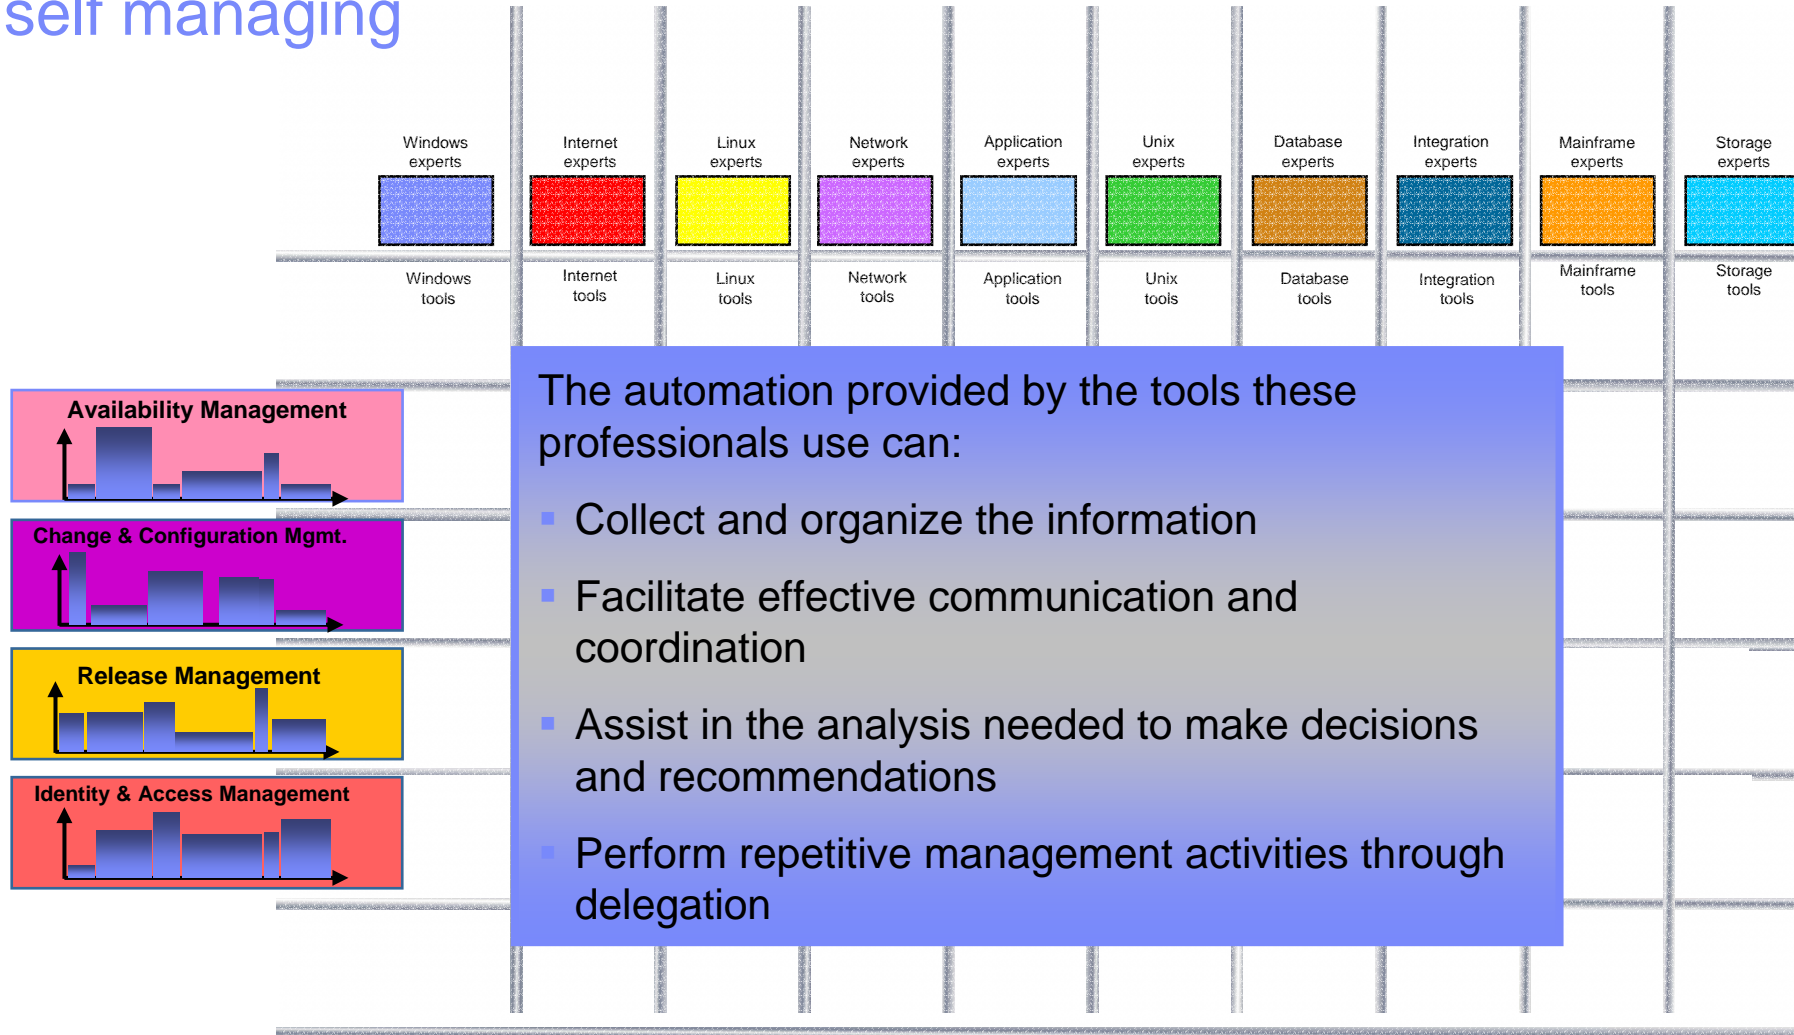 self managing
Windows
experts
Internet
experts
Linux
experts
Network
experts
Application
experts
Unix
experts
Database
experts
Integration
experts
Mainframe
experts
Storage
experts
Windows
tools
Internet
tools
Linux
tools
Network
tools
Application
tools
Unix
tools
Database
tools
Integration
tools
Mainframe
tools
Storage
tools
Availability Management
Change & Configuration Mgmt.
Release Management
Identity & Access Management
The automation provided by the tools these
professionals use can:
Collect and organize the information
Facilitate effective communication and
coordination
Assist in the analysis needed to make decisions
and recommendations
Perform repetitive management activities through
delegation